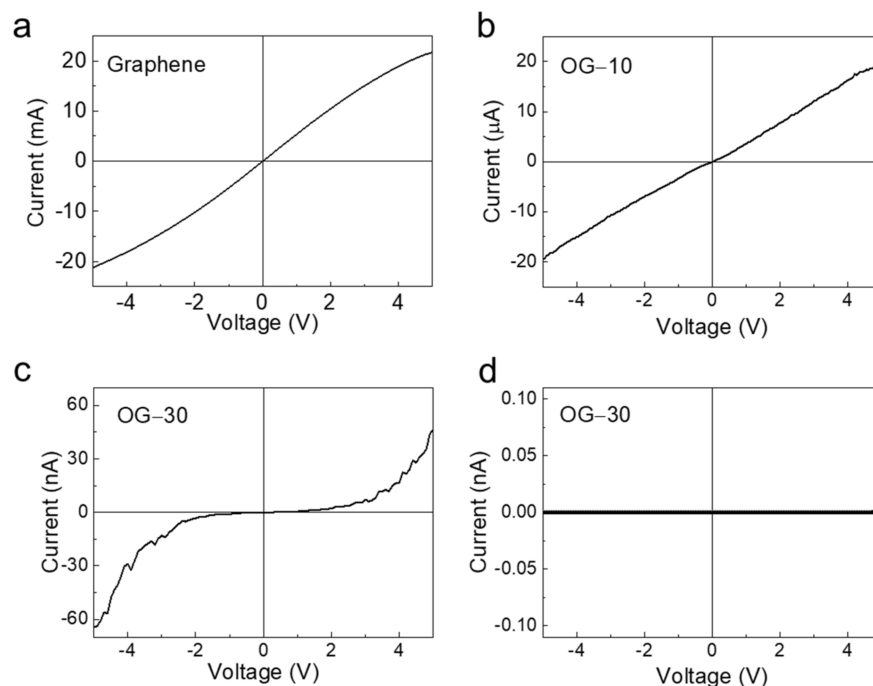 a
Graphene
Current (mA)
20
10
0
-10
-20
-4
-2
0
2
4
Voltage (V)
b
OG–10
Current (μA)
20
10
0
-10
-20
-4
-2
0
2
4
Voltage (V)
c
OG–30
Current (nA)
60
30
0
-30
-60
-4
-2
0
2
4
Voltage (V)
d
OG–30
Current (nA)
0.10
0.05
0.00
-0.05
-0.10
-4
-2
0
2
4
Voltage (V)